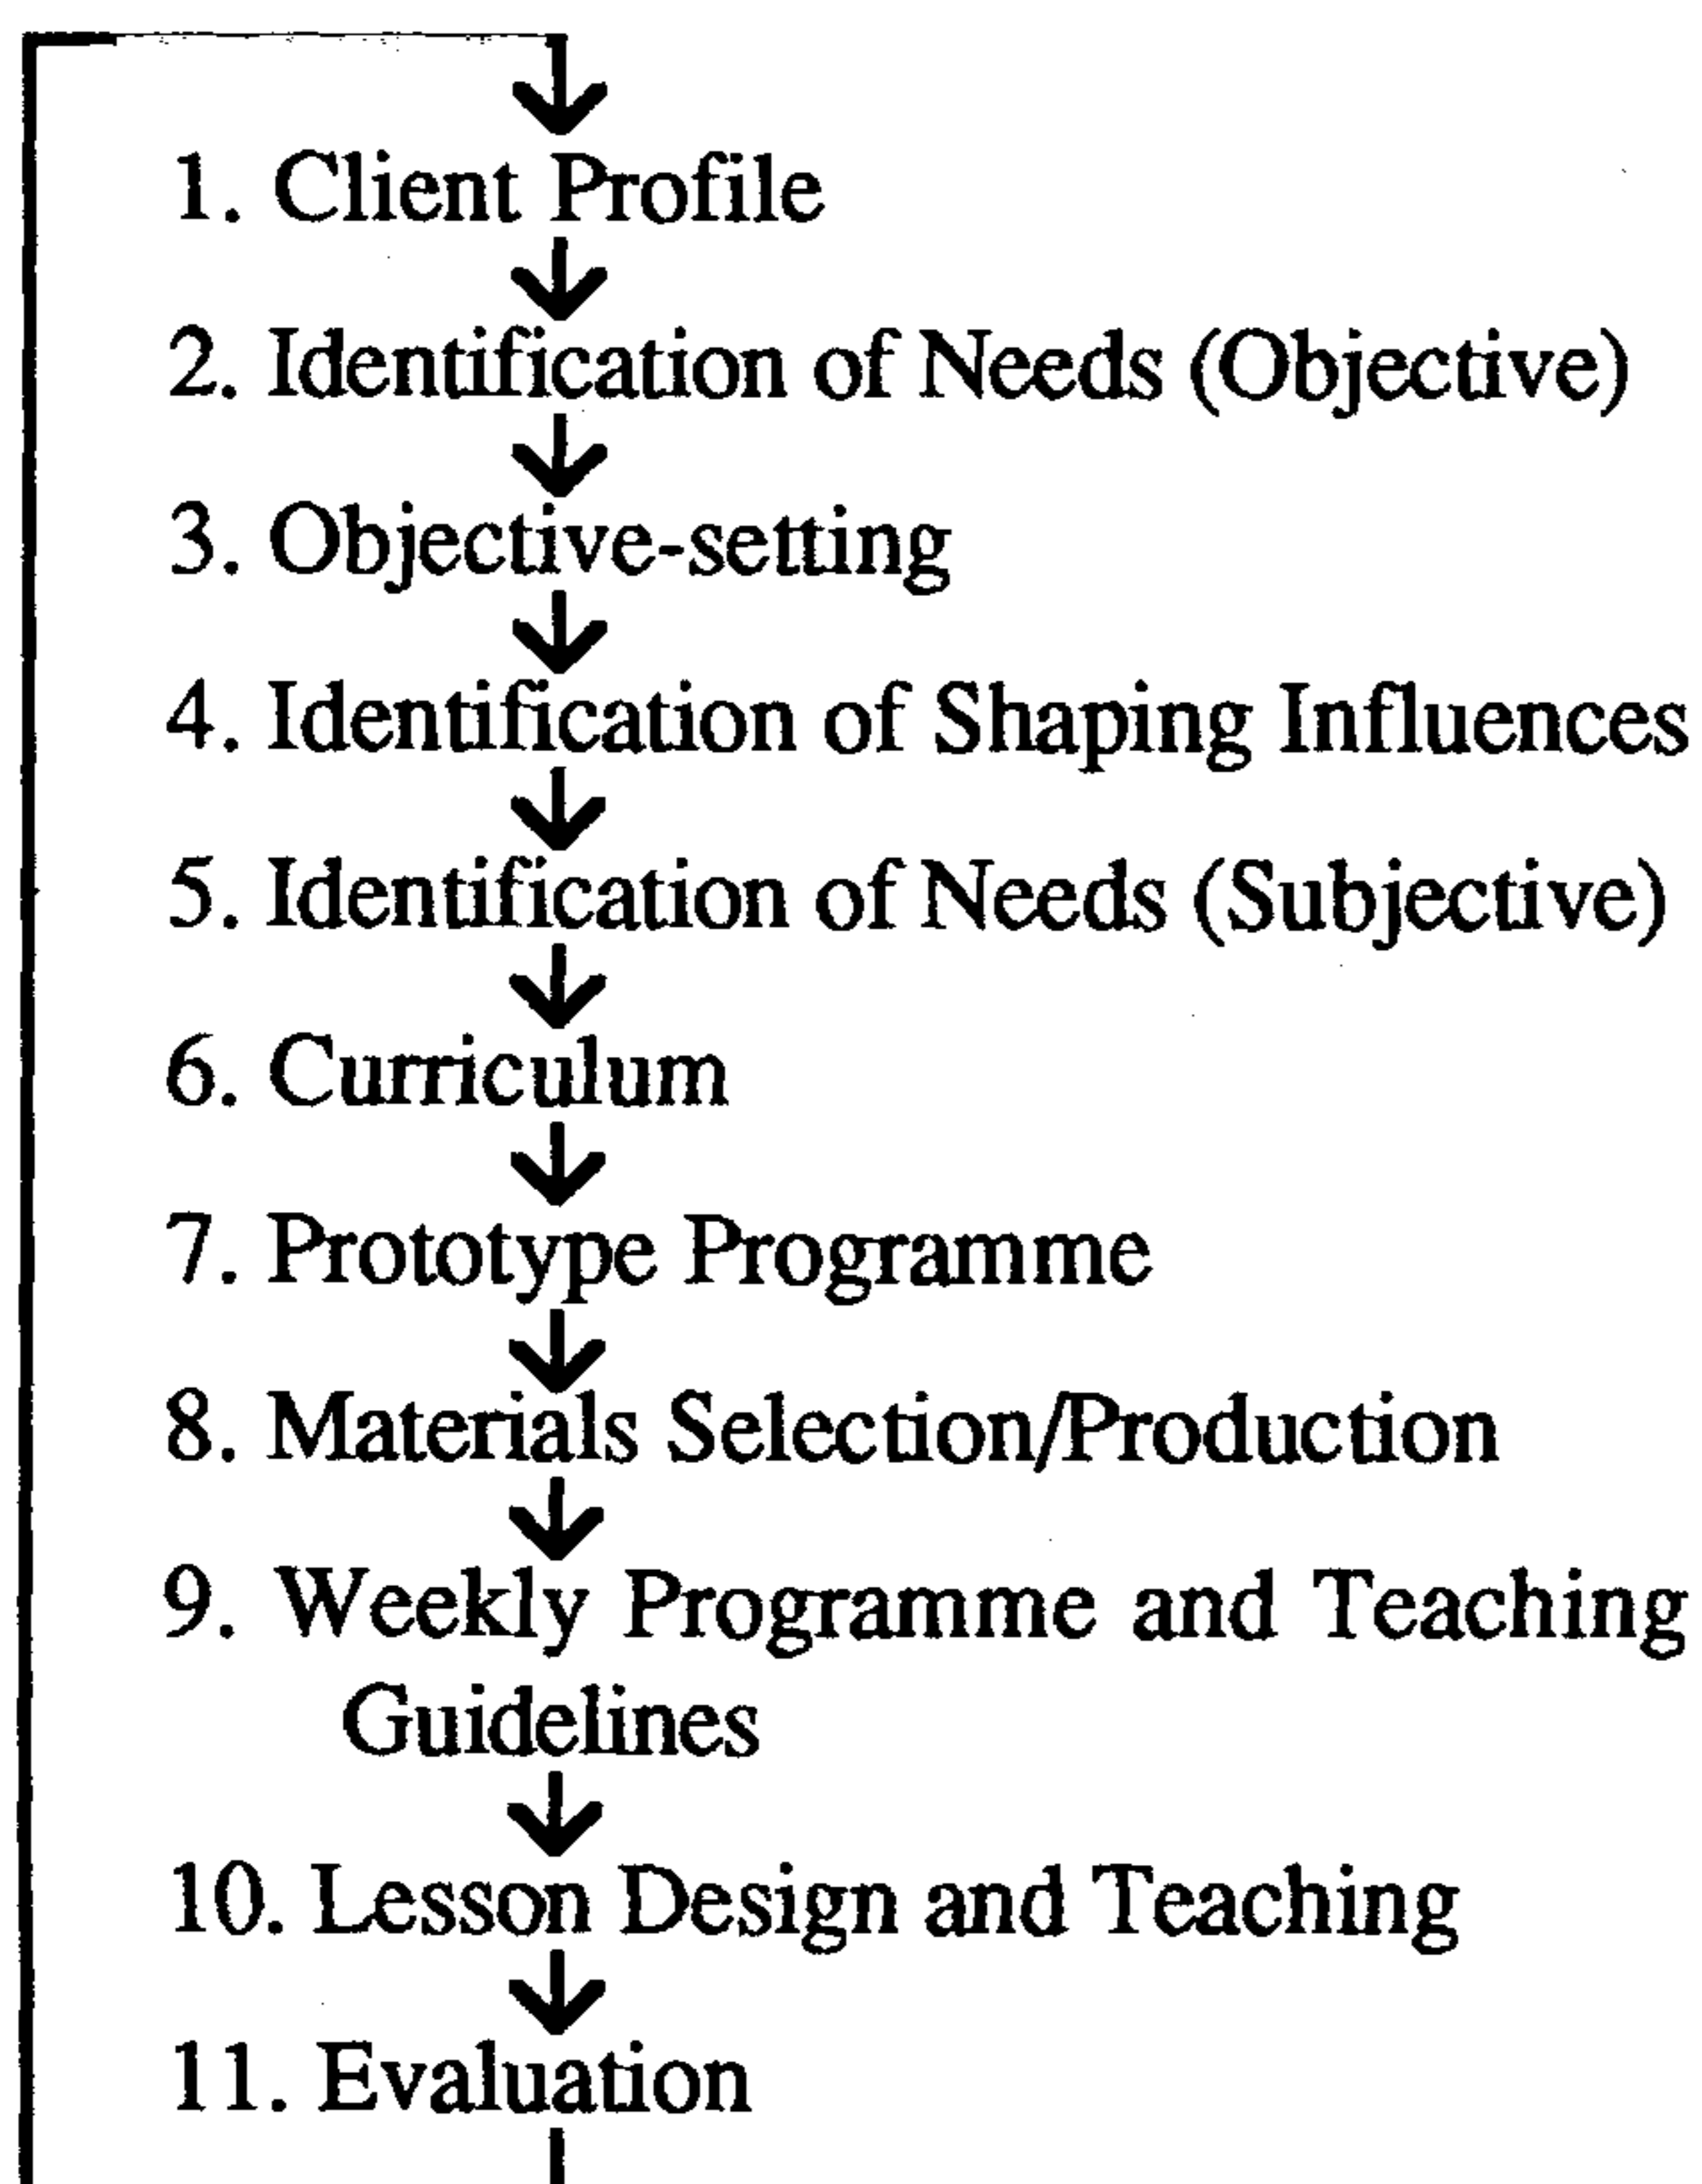 1. Client Profile
2. Identification of Needs (Objective)
3. Objective-setting
4. Identification of Shaping Influences
5. Identification of Needs (Subjective)
6. Curriculum
7. Prototype Programme
8. Materials Selection/Production
9. Weekly Programme and Teaching
Guidelines
10. Lesson Design and Teaching
11. Evaluation